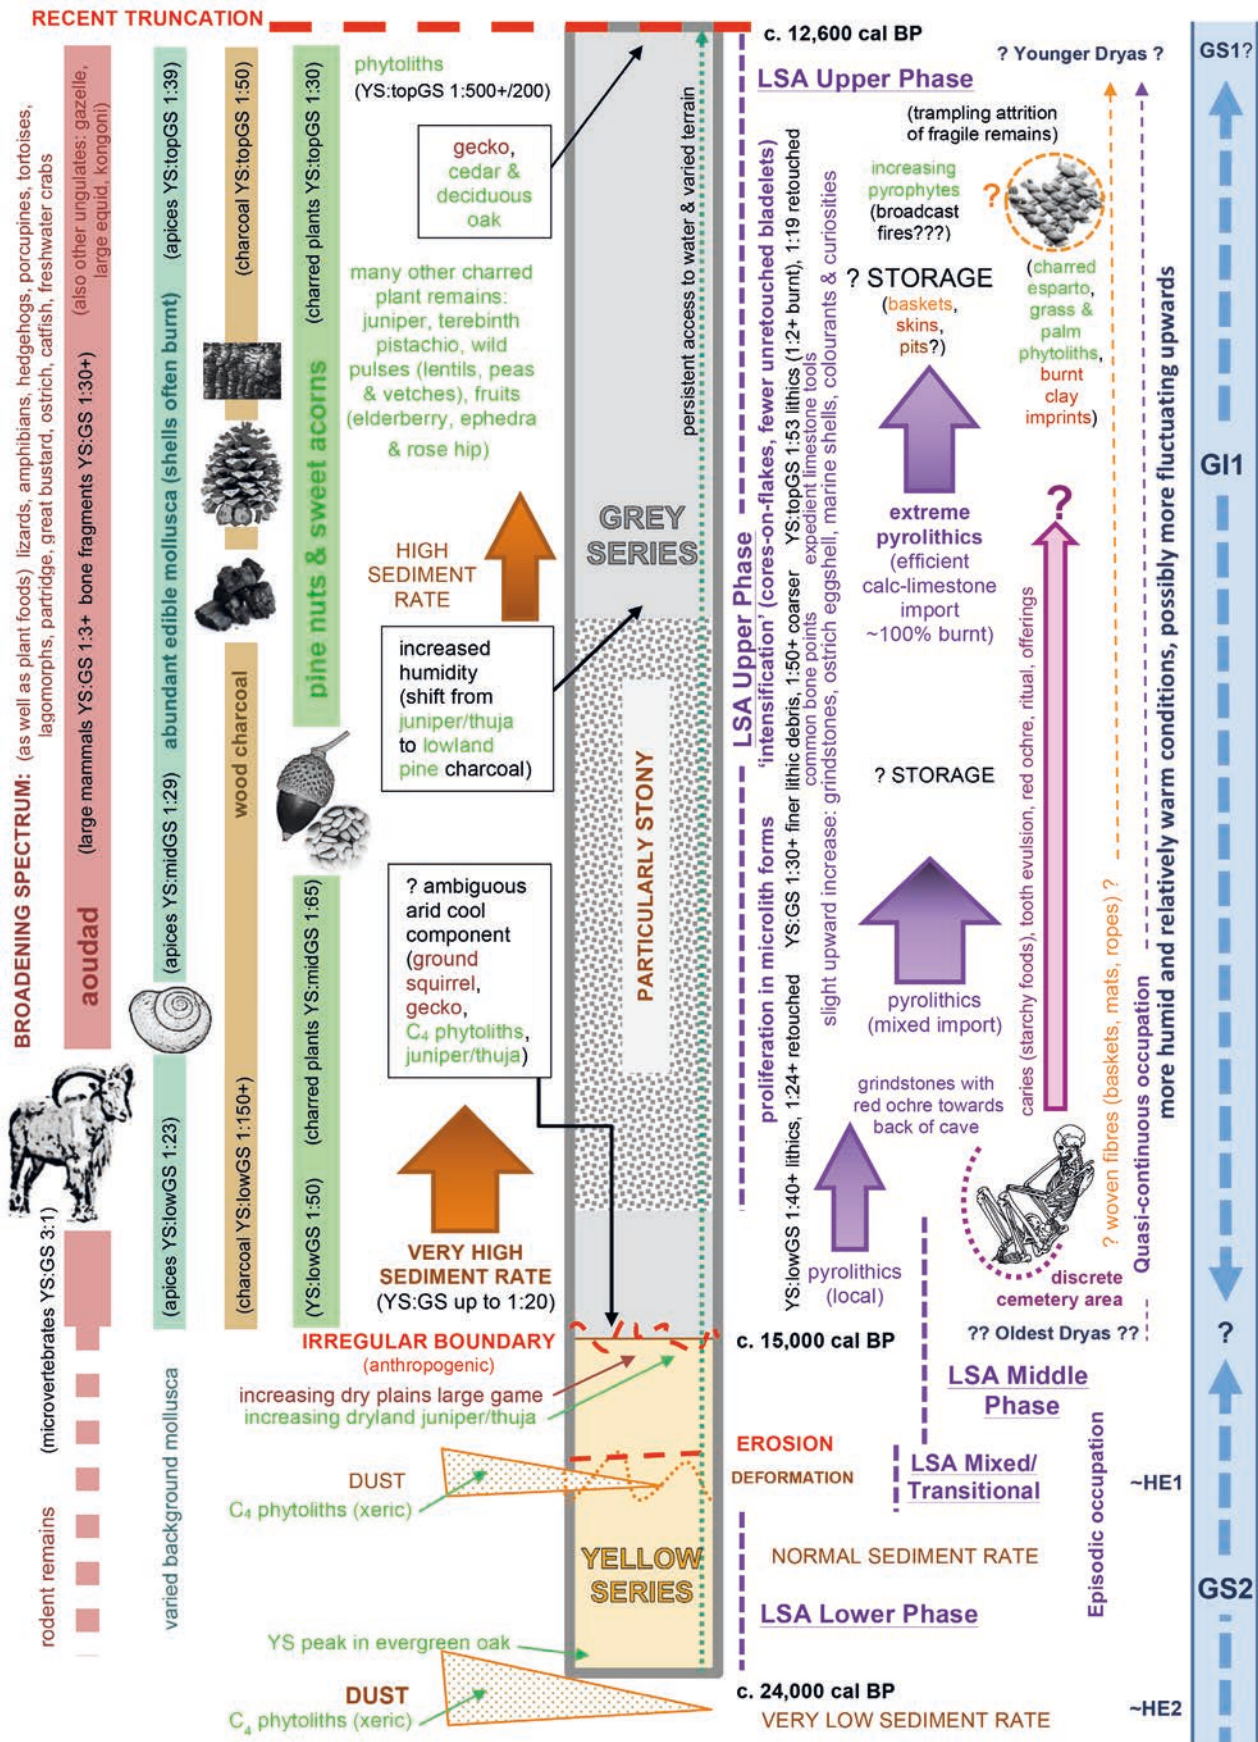 RECENT TRUNCATION
BROADENING SPECTRUM: (as well as plant foods) lizards, amphibians, hedgehogs, porcupines, tortoises,
lagomorphs, partridge, great bustard, ostrich, catfish, freshwater crabs
aoudad (large mammals YS:GS 1:3+ bone fragments YS:GS 1:30+) (also other ungulates: gazelle,
large equid, kongoni)
(microvertebrates YS:GS 3:1)
rodent remains
(apices YS:topGS 1:39)
abundant edible mollusca (shells often burnt)
(apices YS:midGS 1:29)
(apices YS:lowGS 1:23)
varied background mollusca
(charcoal YS:topGS 1:50)
wood charcoal
(charcoal YS:lowGS 1:150+)
(charred plants YS:topGS 1:30)
pine nuts & sweet acorns
(charred plants YS:midGS 1:65)
(YS:lowGS 1:50)
phytoliths
(YS:topGS 1:500+/200)
gecko,
cedar &
deciduous
oak
many other charred
plant remains:
juniper, terebinth
pistachio, wild
pulses (lentils, peas
& vetches), fruits
(elderberry, ephedra
& rose hip)
HIGH
SEDIMENT
RATE
increased
humidity
(shift from
juniper/thuja
to lowland
pine charcoal)
? ambiguous
arid cool
component
(ground
squirrel,
gecko,
C₄ phytoliths,
juniper/thuja)
VERY HIGH
SEDIMENT RATE
(YS:GS up to 1:20)
IRREGULAR BOUNDARY
(anthropogenic)
increasing dry plains large game
increasing dryland juniper/thuja
DUST
C₄ phytoliths (xeric)
YS peak in evergreen oak
DUST
C₄ phytoliths (xeric)
persistent access to water & varied terrain
GREY
SERIES
PARTICULARLY STONY
YELLOW
SERIES
c. 12,600 cal BP
LSA Upper Phase
LSA Upper Phase
proliferation in microlith forms 'intensification' (cores-on-flakes, fewer unretouched bladelets)
YS:lowGS 1:40+ lithics, 1:24+ retouched YS:GS 1:30+ finer lithic debris, 1:50+ coarser YS:topGS 1:53 lithics (1:2+ burnt), 1:19 retouched
common bone points expedient limestone tools
slight upward increase: grindstones, ostrich eggshell, marine shells, colourants & curiosities
? Younger Dryas ?
(trampling attrition
of fragile remains)
increasing
pyrophytes
(broadcast
fires???)
?
? STORAGE
(baskets,
skins,
pits?)
(charred
esparto,
grass &
palm
phytoliths,
burnt
clay
imprints)
extreme
pyrolithics
(efficient
calc-limestone
import
~100% burnt)
?
? STORAGE
pyrolithics
(mixed import)
caries (starchy foods), tooth evulsion, red ochre, ritual, offerings
grindstones with
red ochre towards
back of cave
pyrolithics
(local)
discrete
cemetery area
? woven fibres (baskets, mats, ropes) ?
Quasi-continuous occupation
more humid and relatively warm conditions, possibly more fluctuating upwards
?? Oldest Dryas ??
c. 15,000 cal BP
LSA Middle
Phase
EROSION
DEFORMATION
LSA Mixed/
Transitional
NORMAL SEDIMENT RATE
LSA Lower Phase
Episodic occupation
c. 24,000 cal BP
VERY LOW SEDIMENT RATE
~HE1
~HE2
GS1?
GI1
?
GS2